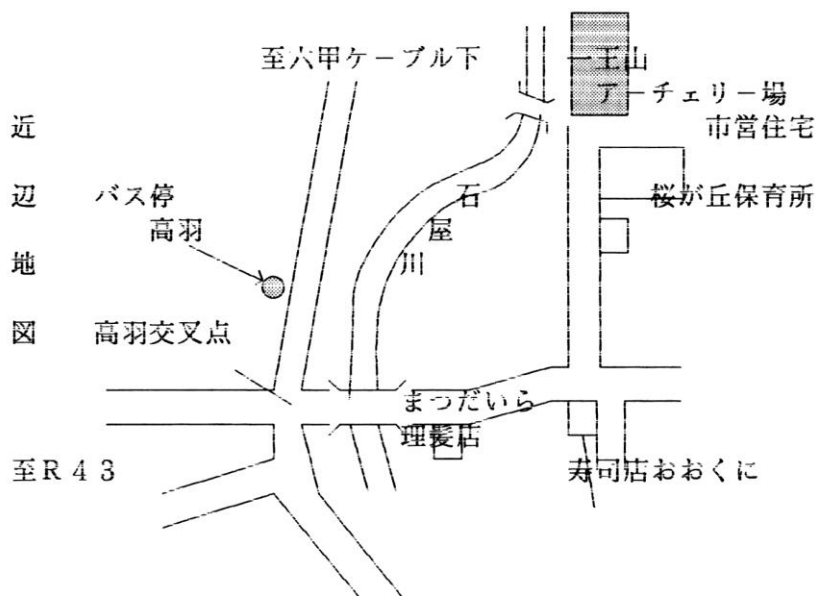 近辺地図
至六甲ケーブル下
一王山
アーチェリー場
市営住宅
バス停
高羽
石屋川
桜が丘保育所
高羽交叉点
まつだいら
理髪店
至R43
寿司店おおくに